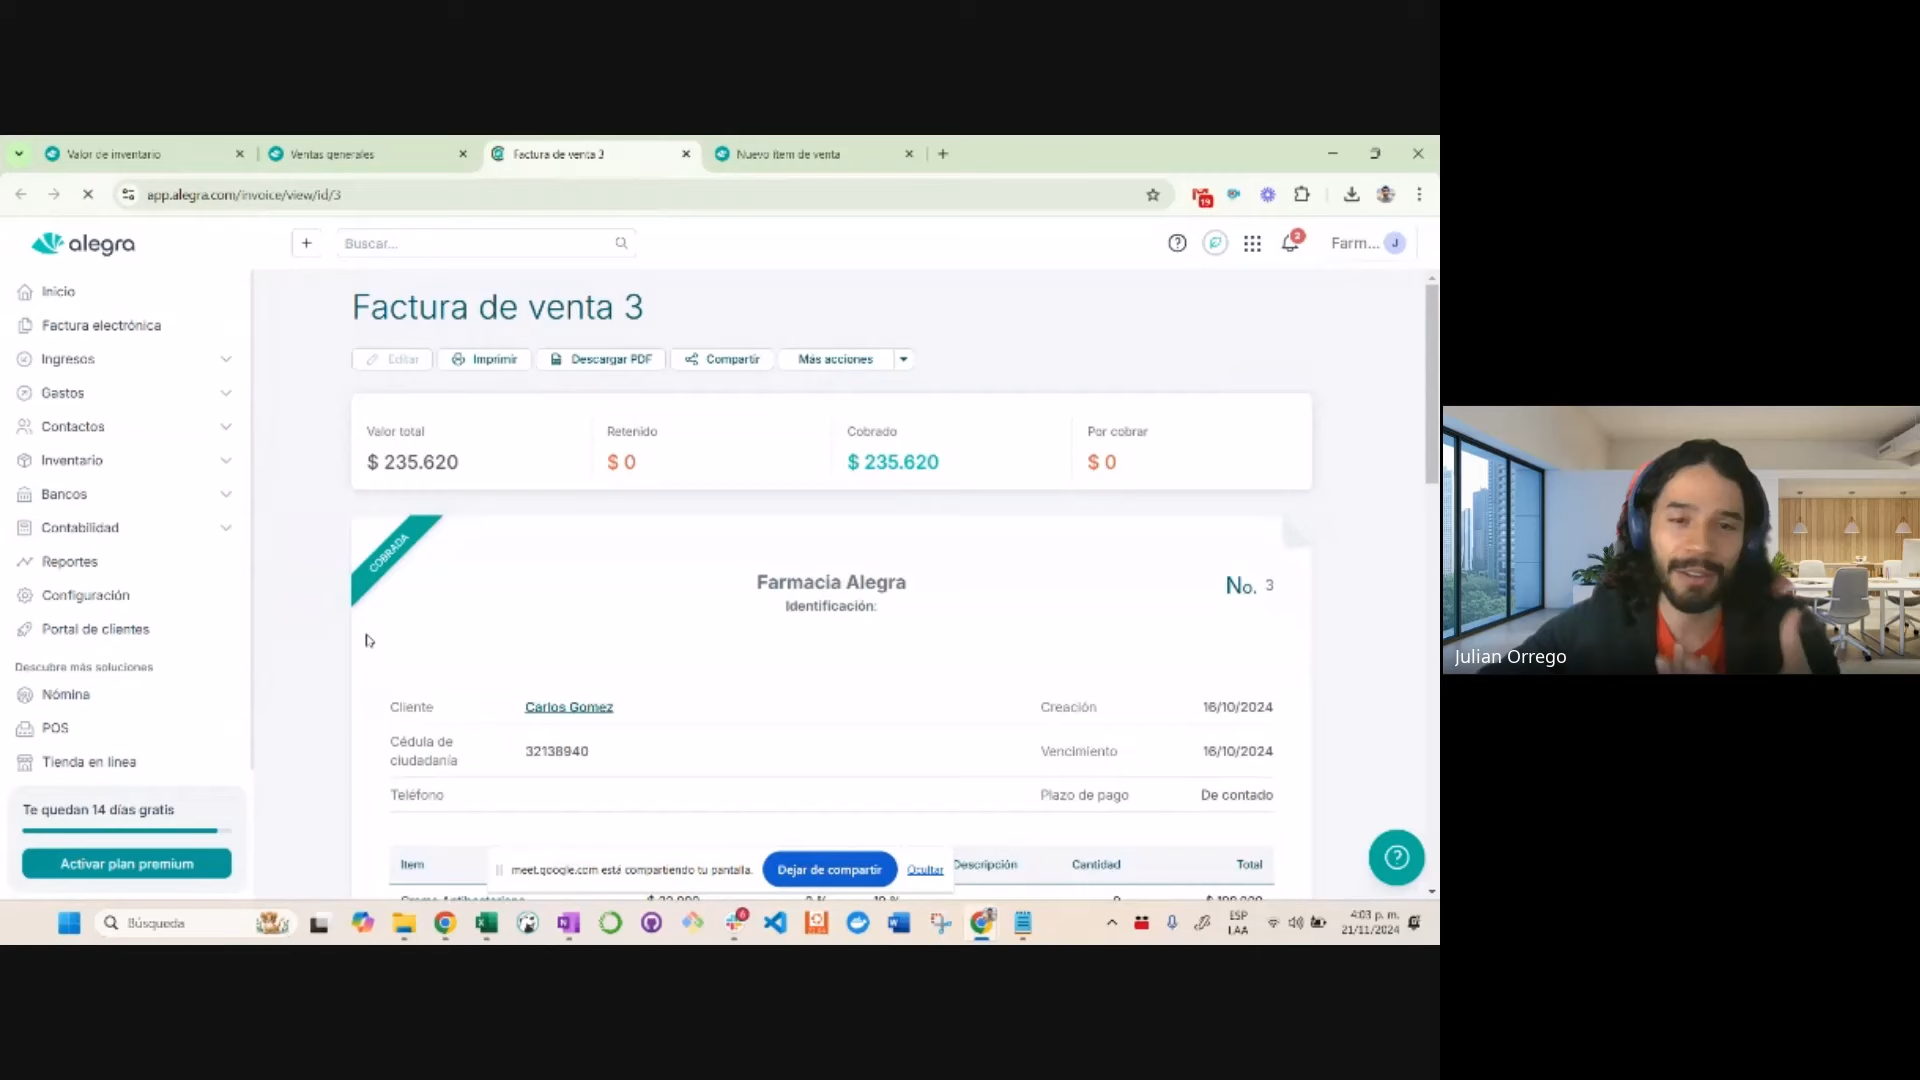 Valor de inventario
Ventas generales
Factura de venta 3
Nuevo ítem de venta
app.alegra.com/invoice/view/id/3
19
alegra
Buscar...
2
Farm...
J
Inicio
Factura electrónica
Ingresos
Gastos
Contactos
Inventario
Bancos
Contabilidad
Reportes
Configuración
Portal de clientes
Descubre más soluciones
Nómina
POS
Tienda en línea
Te quedan 14 días gratis
Activar plan premium
Factura de venta 3
Editar
Imprimir
Descargar PDF
Compartir
Más acciones
Valor total
Retenido
Cobrado
Por cobrar
$ 235.620
$ 0
$ 235.620
$ 0
COBRADA
Farmacia Alegra
Identificación:
No. 3
Cliente
Carlos Gomez
Creación
16/10/2024
Cédula de ciudadanía
32138940
Vencimiento
16/10/2024
Teléfono
Plazo de pago
De contado
Item
Descripción
Cantidad
Total
meet.google.com está compartiendo tu pantalla.
Dejar de compartir
Ocultar
Búsqueda
ESP
LAA
4:03 p. m.
21/11/2024
Julian Orrego